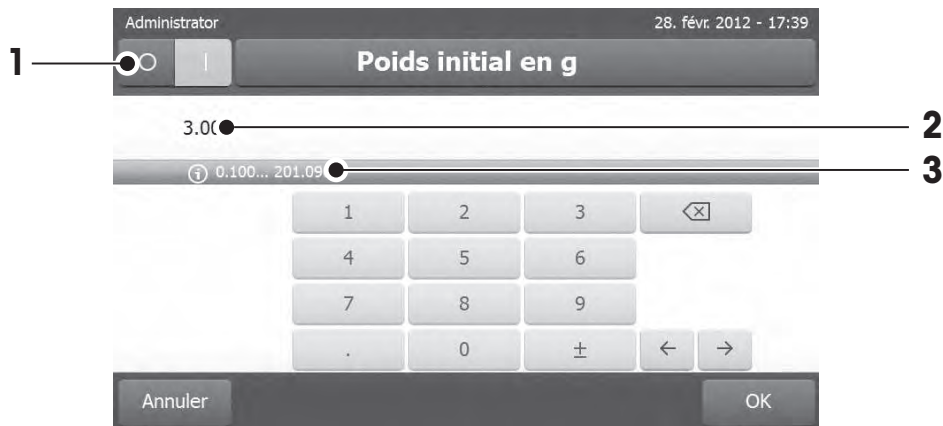 Administrator 28. févr. 2012 - 17:39
1
Poids initial en g
3.00 2
0.100... 201.09 3
1 2 3
4 5 6
7 8 9
. 0 ± ← →
Annuler OK